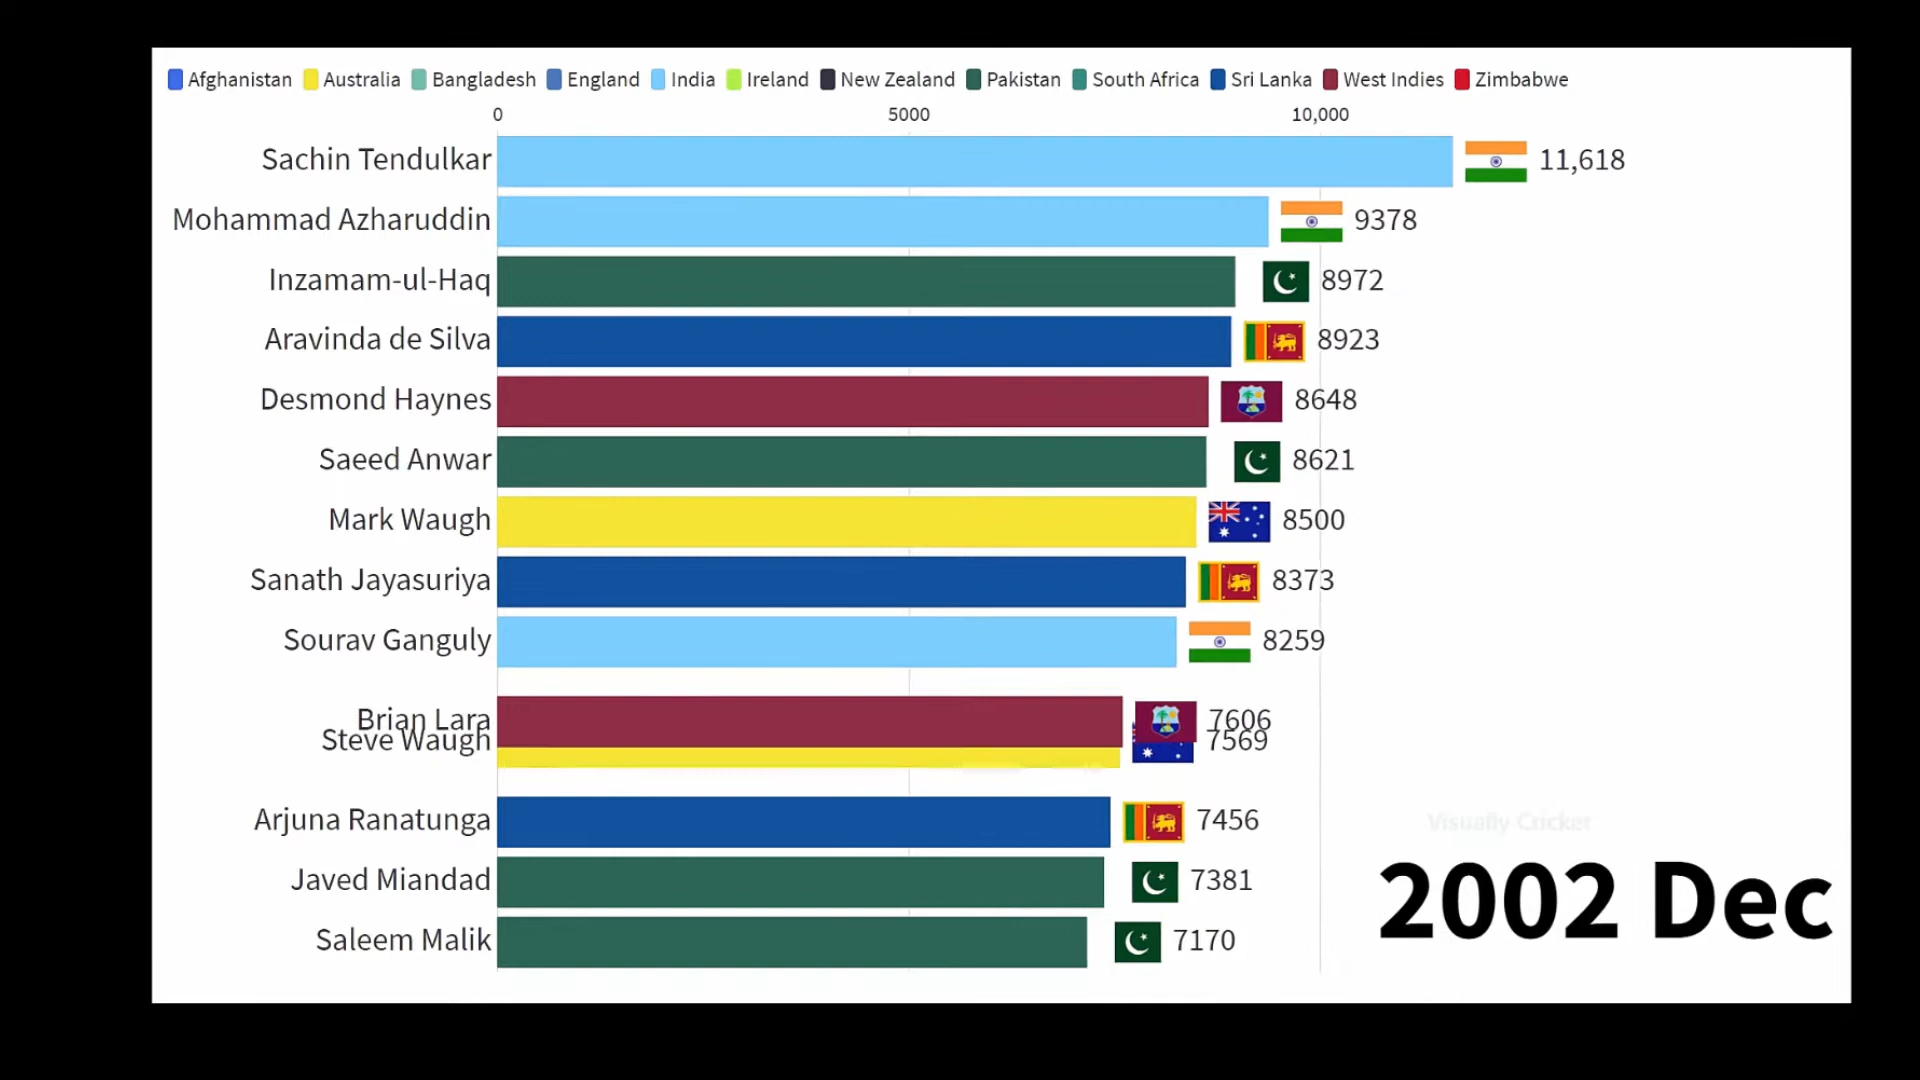 Afghanistan Australia Bangladesh England India Ireland New Zealand Pakistan South Africa Sri Lanka West Indies Zimbabwe
0 5000 10,000
Sachin Tendulkar 11,618
Mohammad Azharuddin 9378
Inzamam-ul-Haq 8972
Aravinda de Silva 8923
Desmond Haynes 8648
Saeed Anwar 8621
Mark Waugh 8500
Sanath Jayasuriya 8373
Sourav Ganguly 8259
Brian Lara 7606
Steve Waugh 7569
Arjuna Ranatunga 7456
Visually Cricket
Javed Miandad 7381
2002 Dec
Saleem Malik 7170